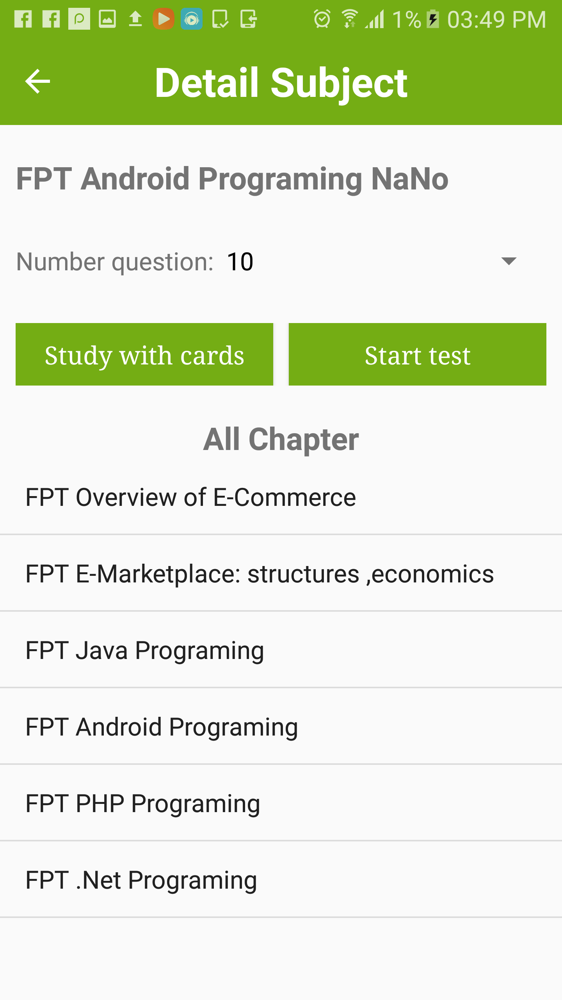 1% 03:49 PM
Detail Subject
FPT Android Programing NaNo
Number question: 10
Study with cards Start test
All Chapter
FPT Overview of E-Commerce
FPT E-Marketplace: structures ,economics
FPT Java Programing
FPT Android Programing
FPT PHP Programing
FPT .Net Programing